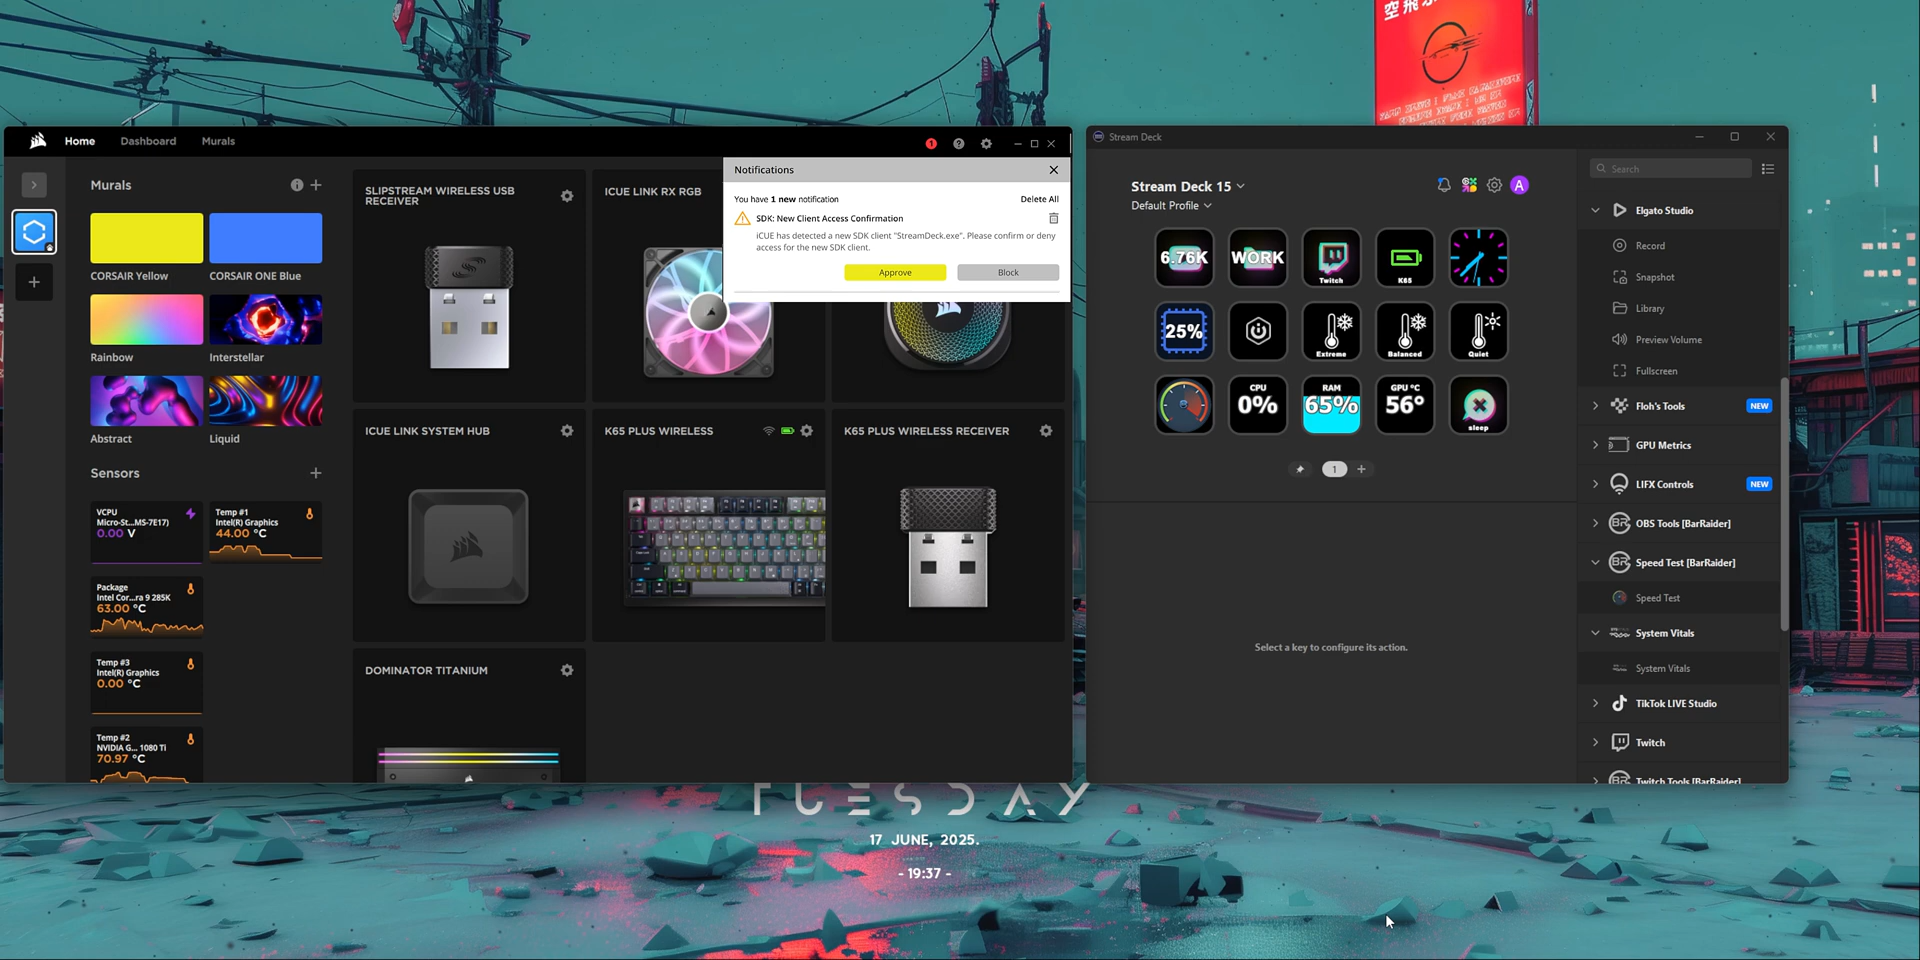 Home
Dashboard
Murals
1
Murals
CORSAIR Yellow
CORSAIR ONE Blue
Rainbow
Interstellar
Abstract
Liquid
Sensors
VCPU
Micro-St...MS-7E17)
0.00 V
Temp #1
Intel(R) Graphics
44.00 °C
Package
Intel Cor...ra 9 285K
63.00 °C
Temp #3
Intel(R) Graphics
0.00 °C
Temp #2
NVIDIA G... 1080 Ti
70.97 °C
SLIPSTREAM WIRELESS USB
RECEIVER
ICUE LINK RX RGB
Notifications
You have 1 new notification
Delete All
SDK: New Client Access Confirmation
iCUE has detected a new SDK client "StreamDeck.exe". Please confirm or deny
access for the new SDK client.
Approve
Block
ICUE LINK SYSTEM HUB
K65 PLUS WIRELESS
K65 PLUS WIRELESS RECEIVER
DOMINATOR TITANIUM
Stream Deck
Stream Deck 15
Default Profile
A
6.76K
WORK
Twitch
K65
25%
Extreme
Balanced
Quiet
CPU
0%
RAM
65%
GPU °C
56°
sleep
1
Select a key to configure its action.
Search
Elgato Studio
Record
Snapshot
Library
Preview Volume
Fullscreen
Floh's Tools
NEW
GPU Metrics
LIFX Controls
NEW
OBS Tools [BarRaider]
Speed Test [BarRaider]
Speed Test
System Vitals
System Vitals
TikTok LIVE Studio
Twitch
Twitch Tools [BarRaider]
TUESDAY
17 JUNE, 2025.
- 19:37 -